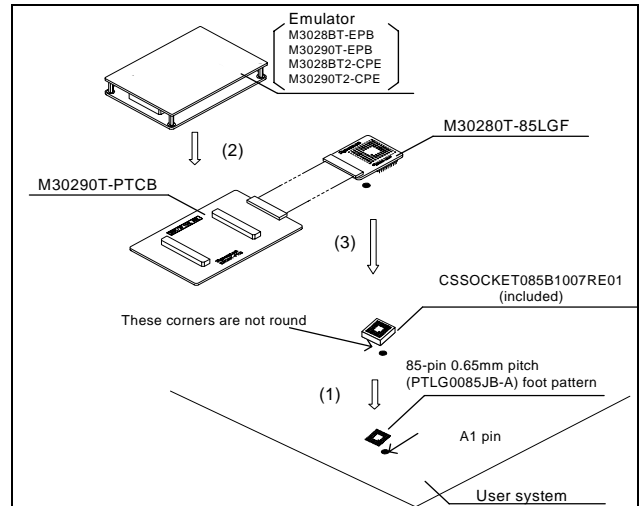 Emulator
M3028BT-EPB
M30290T-EPB
M3028BT2-CPE
M30290T2-CPE
M30280T-85LGF
(2)
M30290T-PTCB
(3)
CSSOCKET085B1007RE01
(included)
These corners are not round
85-pin 0.65mm pitch
(PTLG0085JB-A) foot pattern
(1)
A1 pin
User system